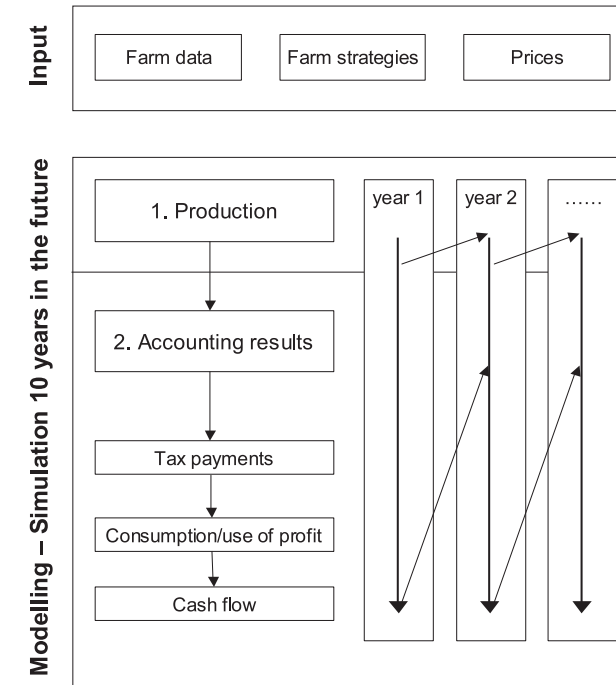 Input
Farm data
Farm strategies
Prices
Modelling – Simulation 10 years in the future
1. Production
year 1
year 2
......
2. Accounting results
Tax payments
Consumption/use of profit
Cash flow